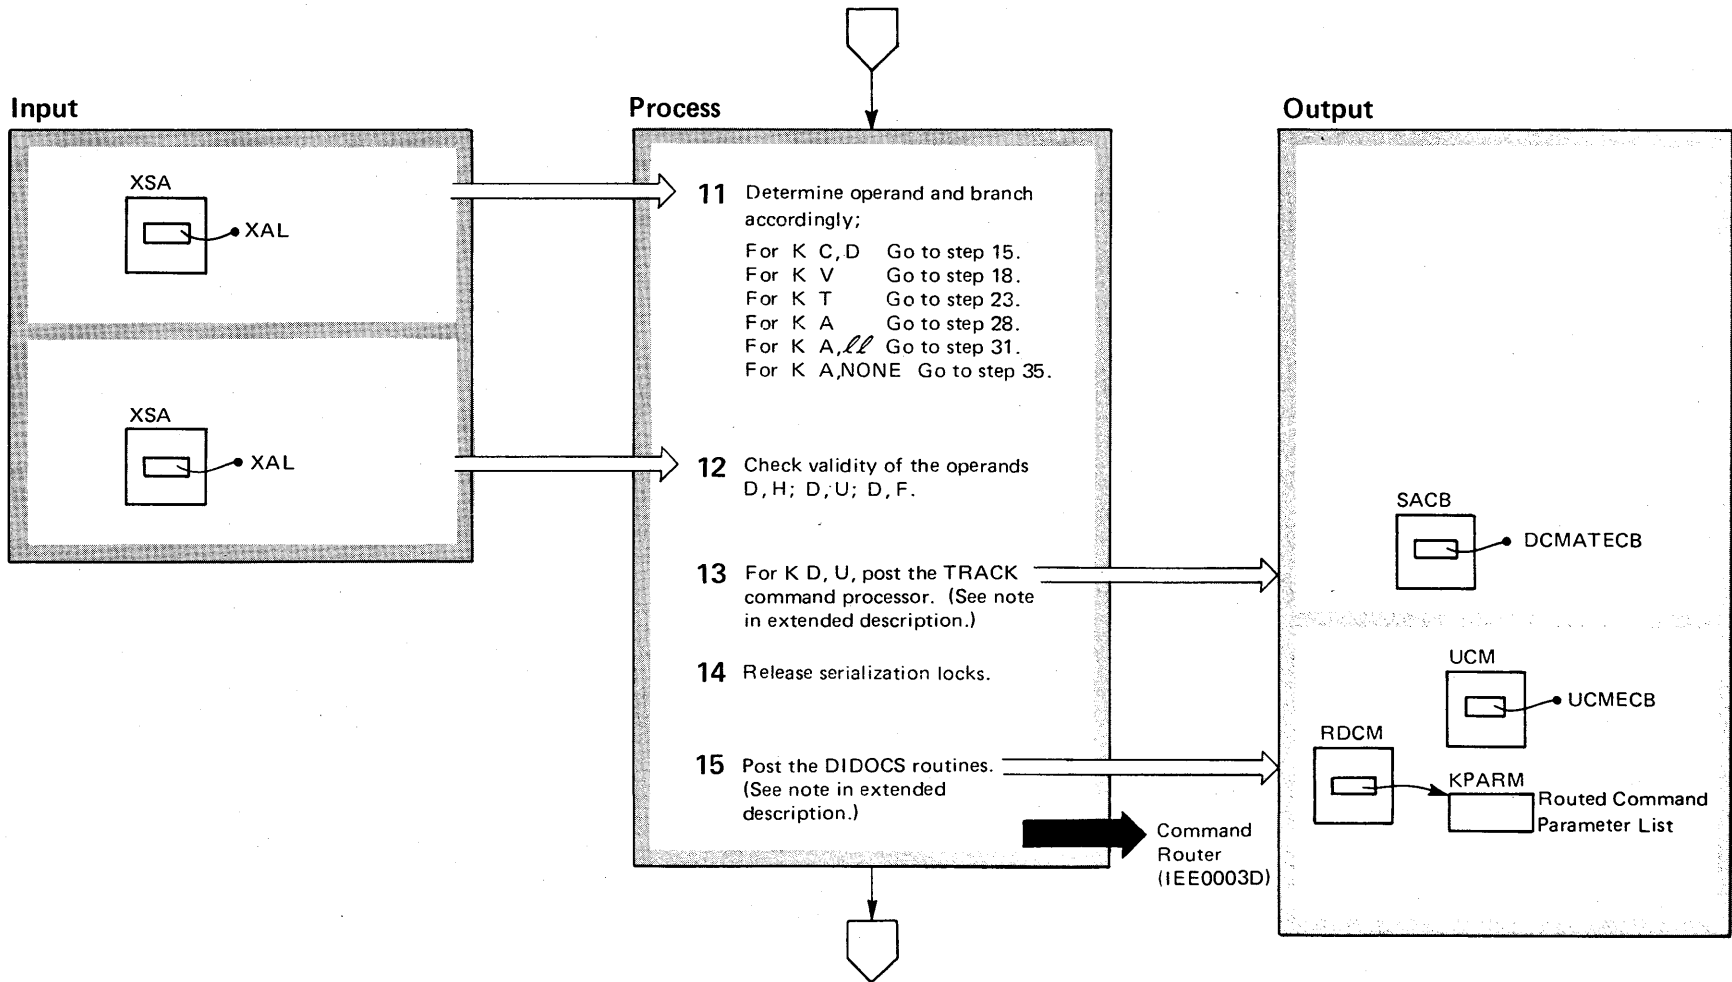 Input
XSA
XAL
XSA
XAL
Process
11 Determine operand and branch
accordingly;
For K C,D Go to step 15.
For K V Go to step 18.
For K T Go to step 23.
For K A Go to step 28.
For K A,ll Go to step 31.
For K A,NONE Go to step 35.
12 Check validity of the operands
D,H; D,U; D,F.
13 For K D, U, post the TRACK
command processor. (See note
in extended description.)
14 Release serialization locks.
15 Post the DIDOCS routines.
(See note in extended
description.)
Command
Router
(IEE0003D)
Output
SACB
DCMATECB
UCM
UCMECB
RDCM
KPARM
Routed Command
Parameter List